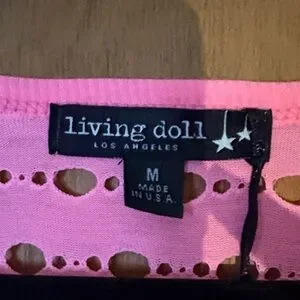 living doll
LOS ANGELES
M
MADE
IN U.S.A.